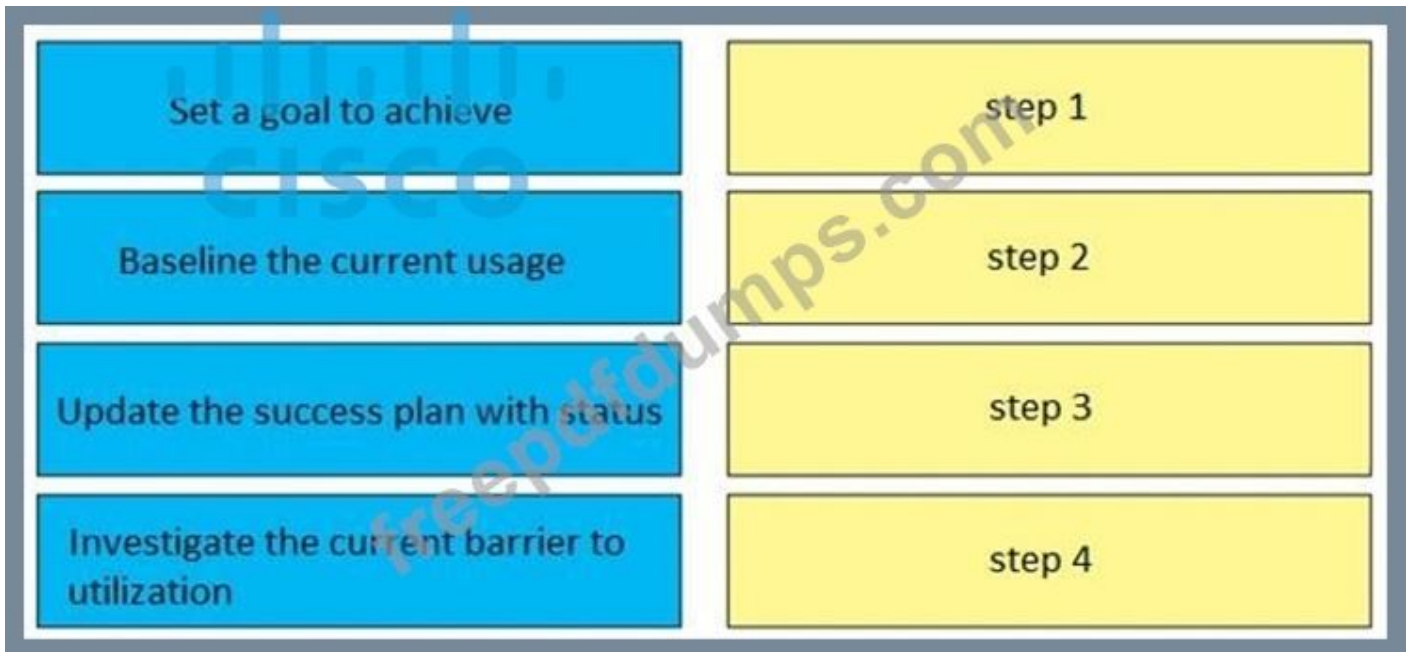 Set a goal to achieve
step 1
CISCO
Baseline the current usage
step 2
Update the success plan with status
step 3
Investigate the current barrier to
utilization
step 4
freepdfdumps.com